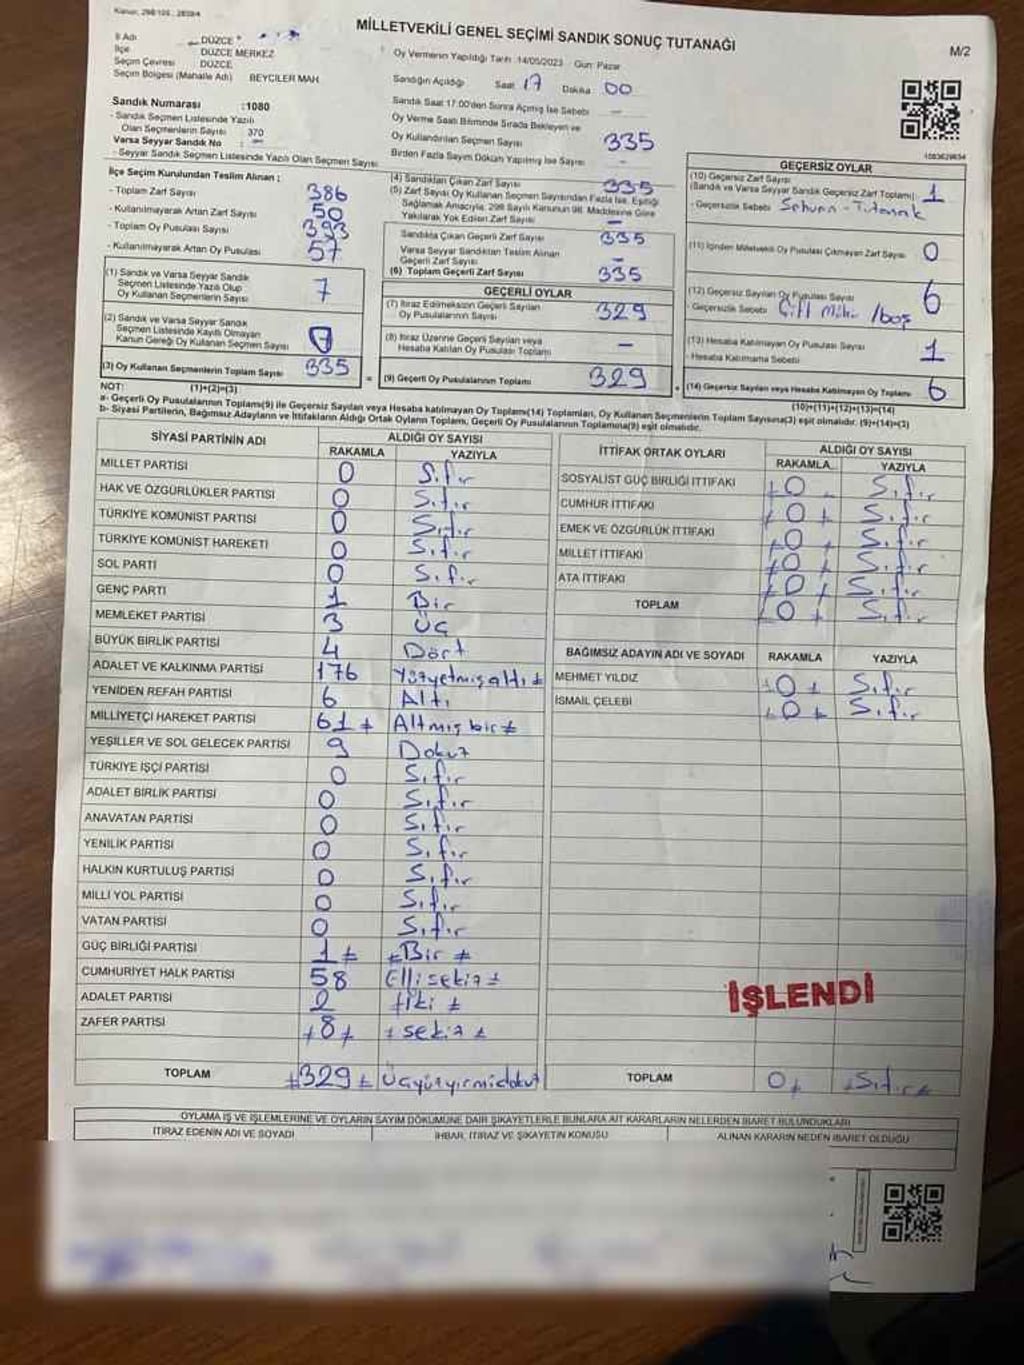 Kanun: 298/105 , 2839/4
MİLLETVEKİLİ GENEL SEÇİMİ SANDIK SONUÇ TUTANAĞI
M/2
İl Adı : DÜZCE
İlçe DÜZCE MERKEZ
Seçim Çevresi DÜZCE
Seçim Bölgesi (Mahalle Adı) BEYCİLER MAH.
Oy Vermenin Yapıldığı Tarih :14/05/2023 Gün: Pazar
Sandığın Açıldığı Saat 17 Dakika 00
Sandık Saat 17:00'den Sonra Açılmış İse Sebebi —
Oy Verme Saati Bitiminde Sırada Bekleyen ve
Oy Kullandırılan Seçmen Sayısı 335
Birden Fazla Sayım Döküm Yapılmış İse Sayısı –
Sandık Numarası :1080
- Sandık Seçmen Listesinde Yazılı
Olan Seçmenlerin Sayısı 370
Varsa Seyyar Sandık No : —
- Seyyar Sandık Seçmen Listesinde Yazılı Olan Seçmen Sayısı
1083629834
İlçe Seçim Kurulundan Teslim Alınan :
- Toplam Zarf Sayısı 386
- Kullanılmayarak Artan Zarf Sayısı 50
- Toplam Oy Pusulası Sayısı 393
- Kullanılmayarak Artan Oy Pusulası 57
(1) Sandık ve Varsa Seyyar Sandık
Seçmen Listesinde Yazılı Olup
Oy Kullanan Seçmenlerin Sayısı 7
(2) Sandık ve Varsa Seyyar Sandık
Seçmen Listesinde Kayıtlı Olmayan
Kanun Gereği Oy Kullanan Seçmen Sayısı
(3) Oy Kullanan Seçmenlerin Toplam Sayısı 335
(1)+(2)=(3)
(4) Sandıktan Çıkan Zarf Sayısı 335
(5) Zarf Sayısı Oy Kullanan Seçmen Sayısından Fazla İse, Eşitliği
Sağlamak Amacıyla, 298 Sayılı Kanunun 98. Maddesine Göre
Yakılarak Yok Edilen Zarf Sayısı –
Sandıkta Çıkan Geçerli Zarf Sayısı 335
Varsa Seyyar Sandıktan Teslim Alınan
Geçerli Zarf Sayısı –
(6) Toplam Geçerli Zarf Sayısı 335
GEÇERLİ OYLAR
(7) İtiraz Edilmeksizin Geçerli Sayılan
Oy Pusulalarının Sayısı 329
(8) İtiraz Üzerine Geçerli Sayılan veya
Hesaba Katılan Oy Pusulası Toplamı –
= (9) Geçerli Oy Pusulalarının Toplamı 329
GEÇERSİZ OYLAR
(10) Geçersiz Zarf Sayısı
(Sandık ve Varsa Seyyar Sandık Geçersiz Zarf Toplamı) 1
- Geçersizlik Sebebi Tutanak
(11) İçinden Milletvekili Oy Pusulası Çıkmayan Zarf Sayısı 0
(12) Geçersiz Sayılan Oy Pusulası Sayısı 6
- Geçersizlik Sebebi Çift Mühür /boş
(13) Hesaba Katılmayan Oy Pusulası Sayısı 1
- Hesaba Katılmama Sebebi
+ (14) Geçersiz Sayılan veya Hesaba Katılmayan Oy Toplamı 6
(10)+(11)+(12)+(13)=(14)
NOT:
a- Geçerli Oy Pusulalarının Toplamı(9) ile Geçersiz Sayılan veya Hesaba katılmayan Oy Toplamı(14) Toplamları, Oy Kullanan Seçmenlerin Toplam Sayısına(3) eşit olmalıdır. (9)+(14)=(3)
b- Siyasi Partilerin, Bağımsız Adayların ve İttifakların Aldığı Ortak Oyların Toplamı, Geçerli Oy Pusulalarının Toplamına(9) eşit olmalıdır.
SİYASİ PARTİNİN ADI ALDIĞI OY SAYISI
RAKAMLA YAZIYLA
MİLLET PARTİSİ 0 Sıfır
HAK VE ÖZGÜRLÜKLER PARTİSİ 0 Sıfır
TÜRKİYE KOMÜNİST PARTİSİ 0 Sıfır
TÜRKİYE KOMÜNİST HAREKETİ 0 Sıfır
SOL PARTİ 0 Sıfır
GENÇ PARTİ 1 Bir
MEMLEKET PARTİSİ 3 Üç
BÜYÜK BİRLİK PARTİSİ 4 Dört
ADALET VE KALKINMA PARTİSİ 176 Yüzyetmişaltı
YENİDEN REFAH PARTİSİ 6 Altı
MİLLİYETÇİ HAREKET PARTİSİ 61 Altmış bir
YEŞİLLER VE SOL GELECEK PARTİSİ 9 Dokuz
TÜRKİYE İŞÇİ PARTİSİ 0 Sıfır
ADALET BİRLİK PARTİSİ 0 Sıfır
ANAVATAN PARTİSİ 0 Sıfır
YENİLİK PARTİSİ 0 Sıfır
HALKIN KURTULUŞ PARTİSİ 0 Sıfır
MİLLİ YOL PARTİSİ 0 Sıfır
VATAN PARTİSİ 0 Sıfır
GÜÇ BİRLİĞİ PARTİSİ 1 Bir
CUMHURİYET HALK PARTİSİ 58 Ellisekiz
ADALET PARTİSİ 2 İki
ZAFER PARTİSİ 8 sekiz
TOPLAM 329 Üçyüzyirmidokuz
İTTİFAK ORTAK OYLARI ALDIĞI OY SAYISI
RAKAMLA YAZIYLA
SOSYALİST GÜÇ BİRLİĞİ İTTİFAKI 0 Sıfır
CUMHUR İTTİFAKI 0 Sıfır
EMEK VE ÖZGÜRLÜK İTTİFAKI 0 Sıfır
MİLLET İTTİFAKI 0 Sıfır
ATA İTTİFAKI 0 Sıfır
TOPLAM 0 Sıfır
BAĞIMSIZ ADAYIN ADI VE SOYADI RAKAMLA YAZIYLA
MEHMET YILDIZ 0 Sıfır
İSMAİL ÇELEBİ 0 Sıfır
İŞLENDİ
TOPLAM 0 Sıfır
OYLAMA İŞ VE İŞLEMLERİNE VE OYLARIN SAYIM DÖKÜMÜNE DAİR ŞİKAYETLERLE BUNLARA AİT KARARLARIN NELERDEN İBARET BULUNDUKLARI
İTİRAZ EDENİN ADI VE SOYADI İHBAR, İTİRAZ VE ŞİKAYETİN KONUSU ALINAN KARARIN NEDEN İBARET OLDUĞU